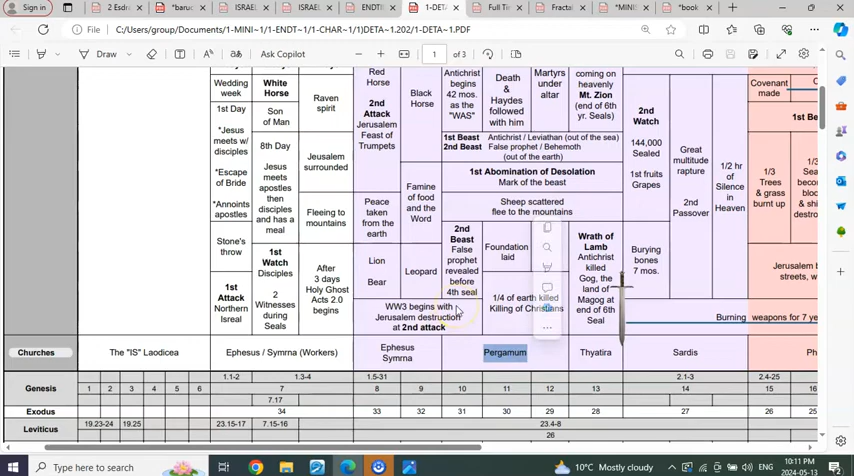 Sign in
2 Esdra
*baruc
ISRAEL
ISRAEL
ENDTI
1-DETA
Full Tin
Fractal
*MINIS
*book
File
C:/Users/group/Documents/1-MINI~1/1-ENDT~1/1-CHAR~1/1)DETA~1.202/1-DETA~1.PDF
Draw
Ask Copilot
1
of 3
Wedding
week
1st Day
*Jesus
meets w/
disciples
*Escape
of Bride
*Annoints
apostles
Stone's
throw
1st
Attack
Northern
Isreal
White
Horse
Son
of Man
8th Day
Jesus
meets
apostles
then
disciples
and has a
meal
1st
Watch
Disciples
2
Witnesses
during
Seals
Raven
spirit
Jeusalem
surrounded
Fleeing to
mountains
After
3 days
Holy Ghost
Acts 2.0
begins
Red
Horse
2nd
Attack
Jerusalem
Feast of
Trumpets
Peace
taken
from the
earth
Lion
Bear
Black
Horse
Famine
of food
and the
Word
Leopard
WW3 begins with
Jerusalem destruction
at 2nd attack
Antichrist
begins
42 mos.
as the
"WAS"
Death
&
Haydes
followed
with him
Martyrs
under
altar
coming on
heavenly
Mt. Zion
(end of 6th
yr. Seals)
1st Beast Antichrist / Leviathan (out of the sea)
2nd Beast False prophet / Behemoth
(out of the earth)
1st Abomination of Desolation
Mark of the beast
Sheep scattered
flee to the mountains
2nd
Beast
False
prophet
revealed
before
4th seal
Foundation
laid
1/4 of earth killed
Killing of Christians
Wrath of
Lamb
Antichrist
killed
Gog, the
land of
Magog at
end of 6th
Seal
2nd
Watch
144,000
Sealed
1st fruits
Grapes
Burying
bones
7 mos.
Great
multitude
rapture
2nd
Passover
1/2 hr
of
Silence
in
Heaven
Burning weapons for 7 ye
Covenant
made
1st Be
1/3
Trees
& grass
burnt up
1/3
Sea
becom
bloc
& shi
destro
Jerusalem b
streets, w
Churches
The "IS" Laodicea
Ephesus / Symrna (Workers)
Ephesus
Symrna
Pergamum
Thyatira
Sardis
Ph
Genesis
1.1-2
1.3-4
1.5-31
2.1-3
2.4-25
1 2 3 4 5 6 7 8 9 10 11 12 13 14 15 16
7.17
Exodus
34 33 32 31 30 29 28 27 26 25
Leviticus
19.23-24 19.25 23.15-17 7.15-16 23.4-8
26
Type here to search
10°C Mostly cloudy
ENG
10:11 PM
2024-05-13